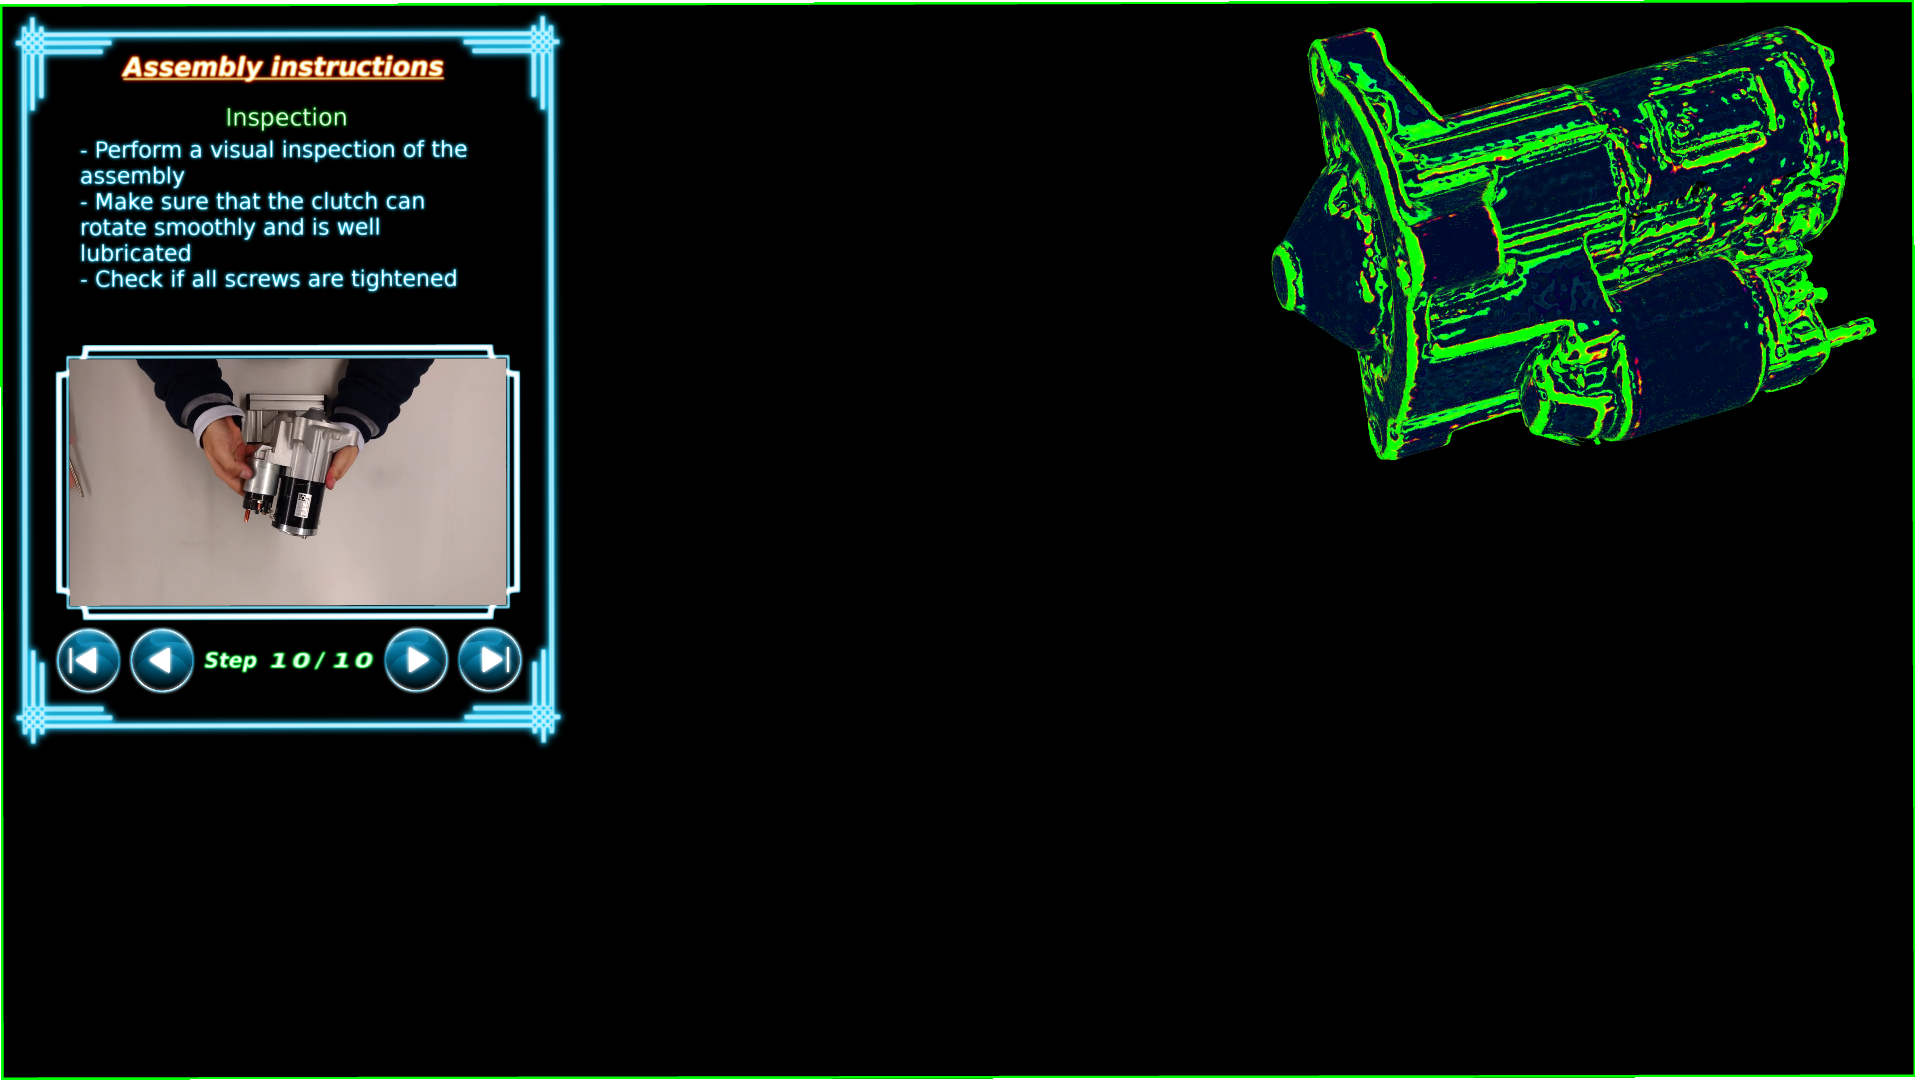 Assembly instructions
Inspection
- Perform a visual inspection of the
assembly
- Make sure that the clutch can
rotate smoothly and is well
lubricated
- Check if all screws are tightened
Step 10/10